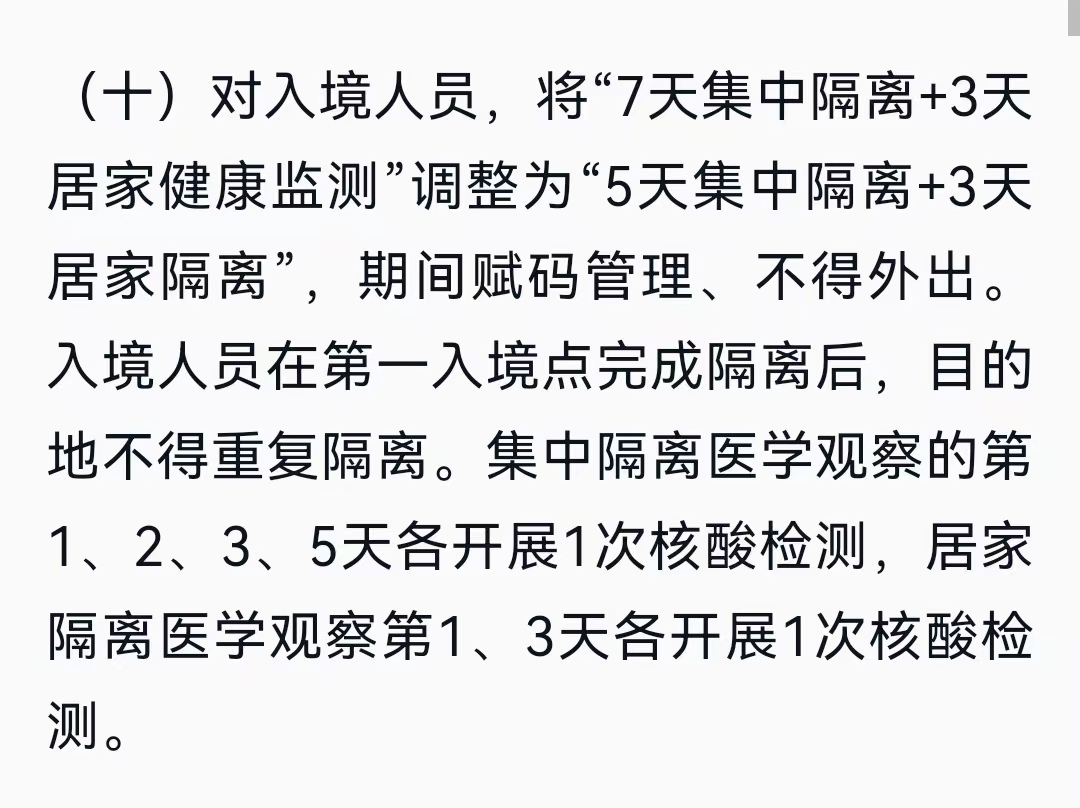 （十）对入境人员，将“7天集中隔离+3天
居家健康监测”调整为“5天集中隔离+3天
居家隔离”，期间赋码管理、不得外出。
入境人员在第一入境点完成隔离后，目的
地不得重复隔离。集中隔离医学观察的第
1、2、3、5天各开展1次核酸检测，居家
隔离医学观察第1、3天各开展1次核酸检
测。